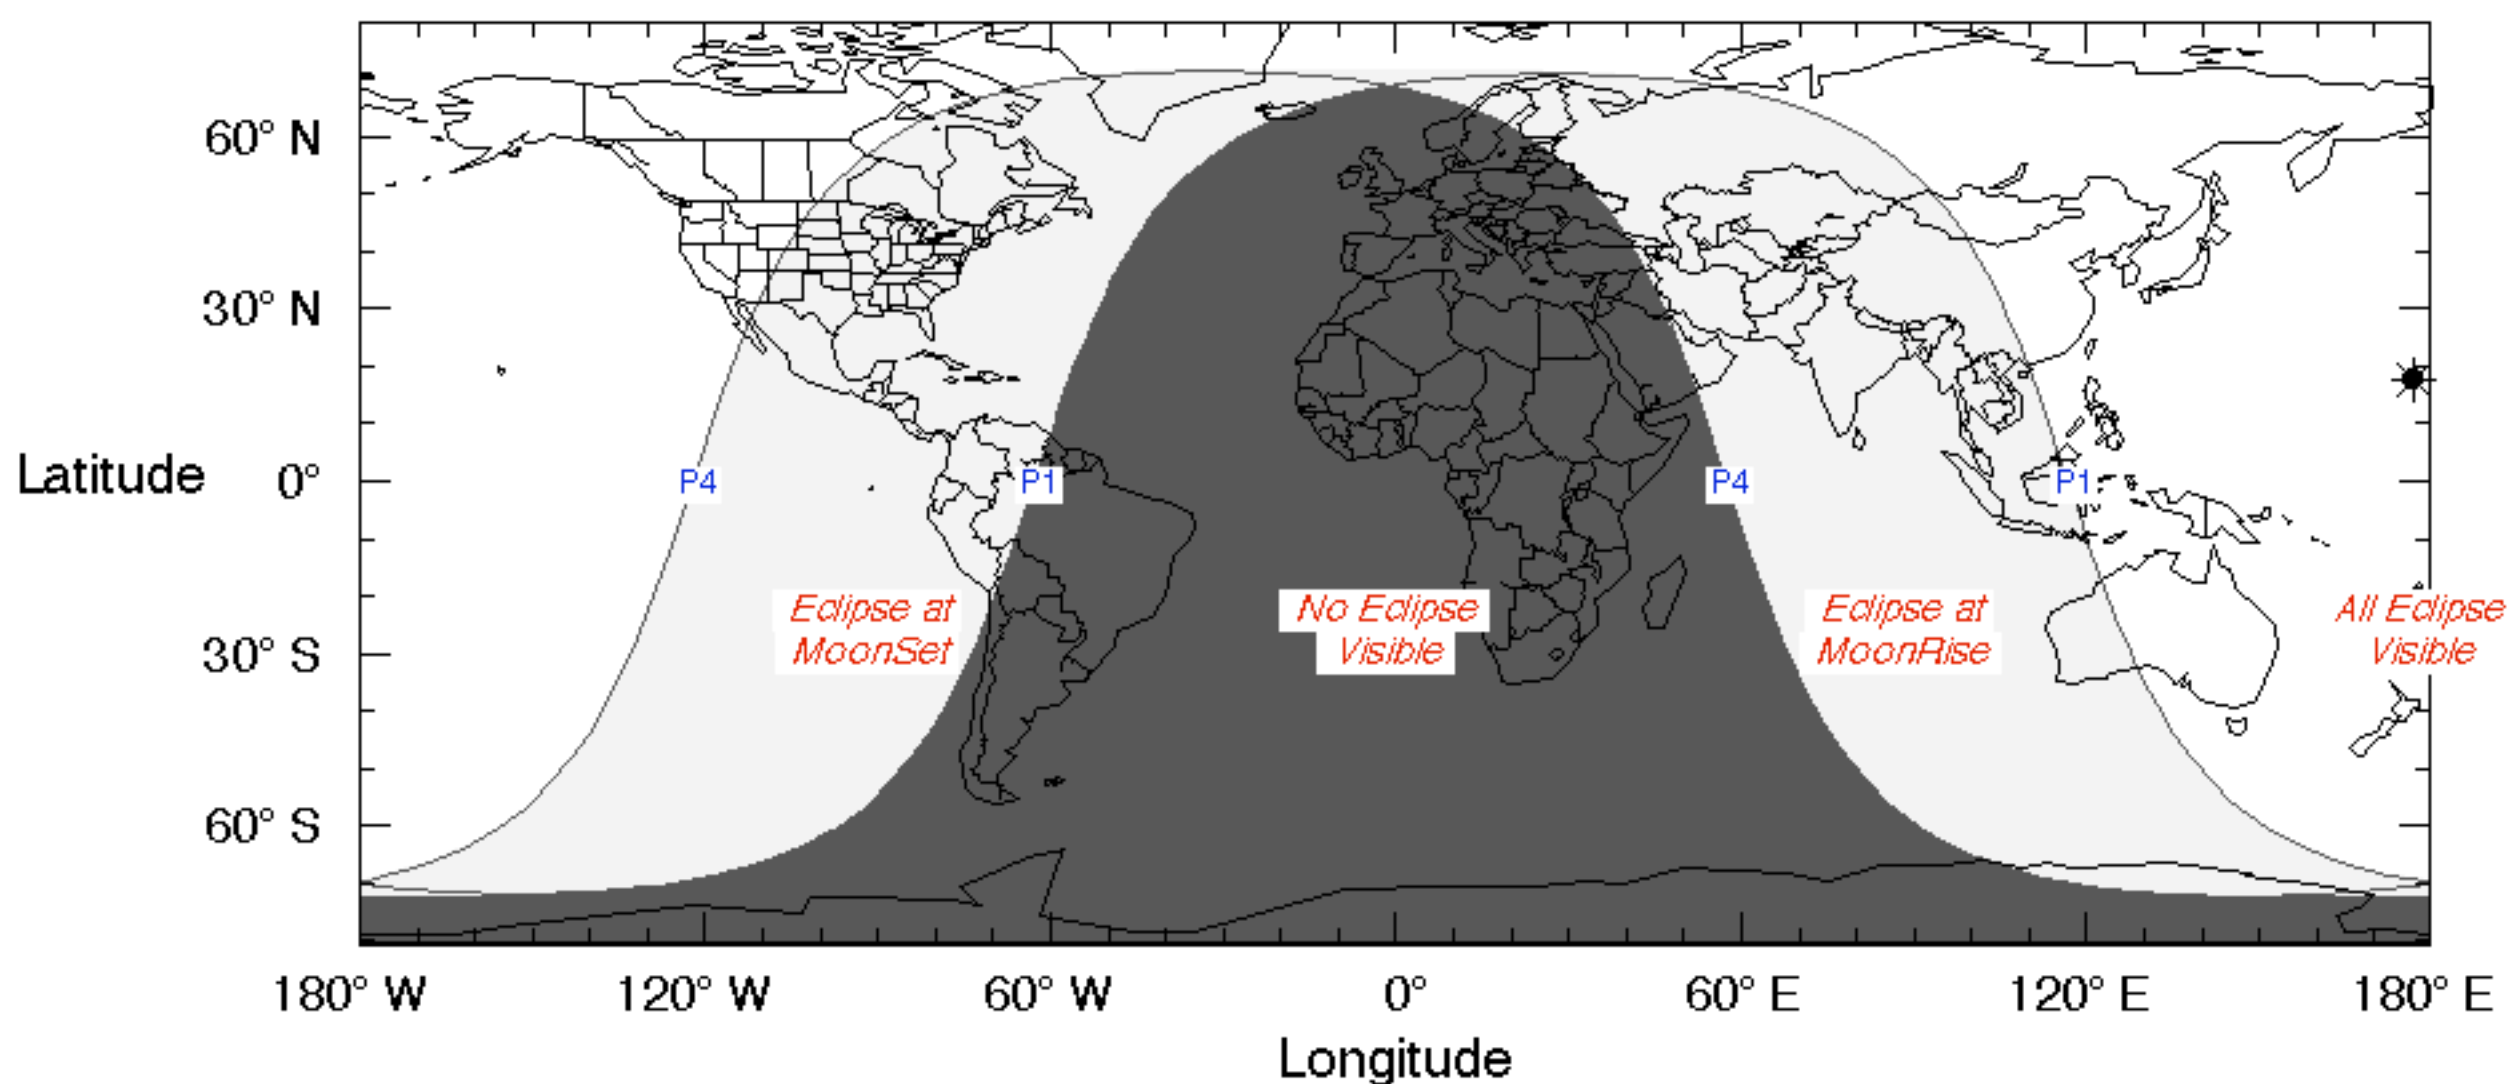 60° N
30° N
Latitude 0°
P4 P1 P4 P1
Eclipse at MoonSet
No Eclipse Visible
Eclipse at MoonRise
All Eclipse Visible
30° S
60° S
180° W 120° W 60° W 0° 60° E 120° E 180° E
Longitude